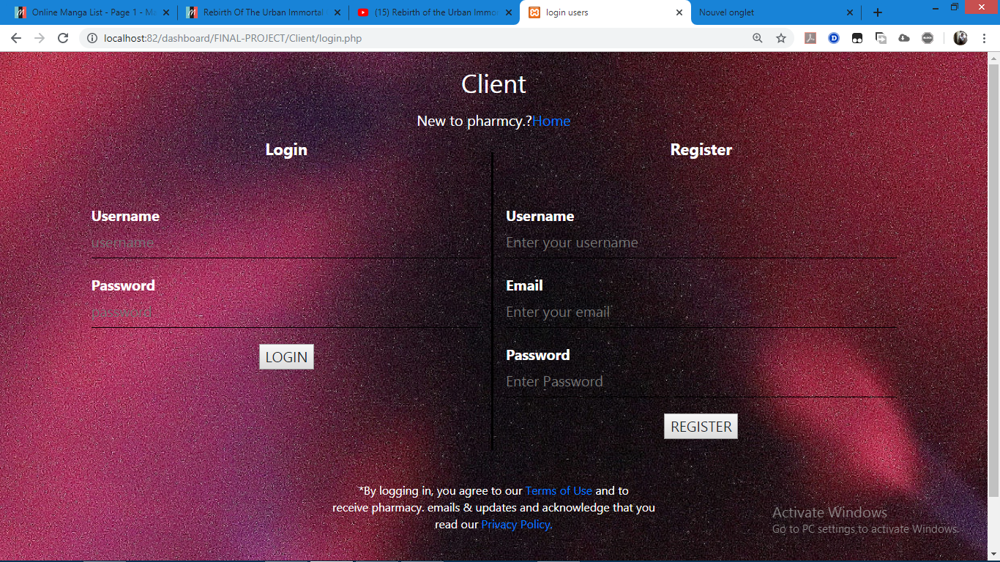 Online Manga List - Page 1 - Ma
Rebirth Of The Urban Immortal
(15) Rebirth of the Urban Immor
login users
Nouvel onglet
localhost:82/dashboard/FINAL-PROJECT/Client/login.php
Client
New to pharmcy.?Home
Login
Register
Username
username
Username
Enter your username
Password
password
Email
Enter your email
LOGIN
Password
Enter Password
REGISTER
*By logging in, you agree to our Terms of Use and to
receive pharmacy. emails & updates and acknowledge that you
read our Privacy Policy.
Activate Windows
Go to PC settings to activate Windows.